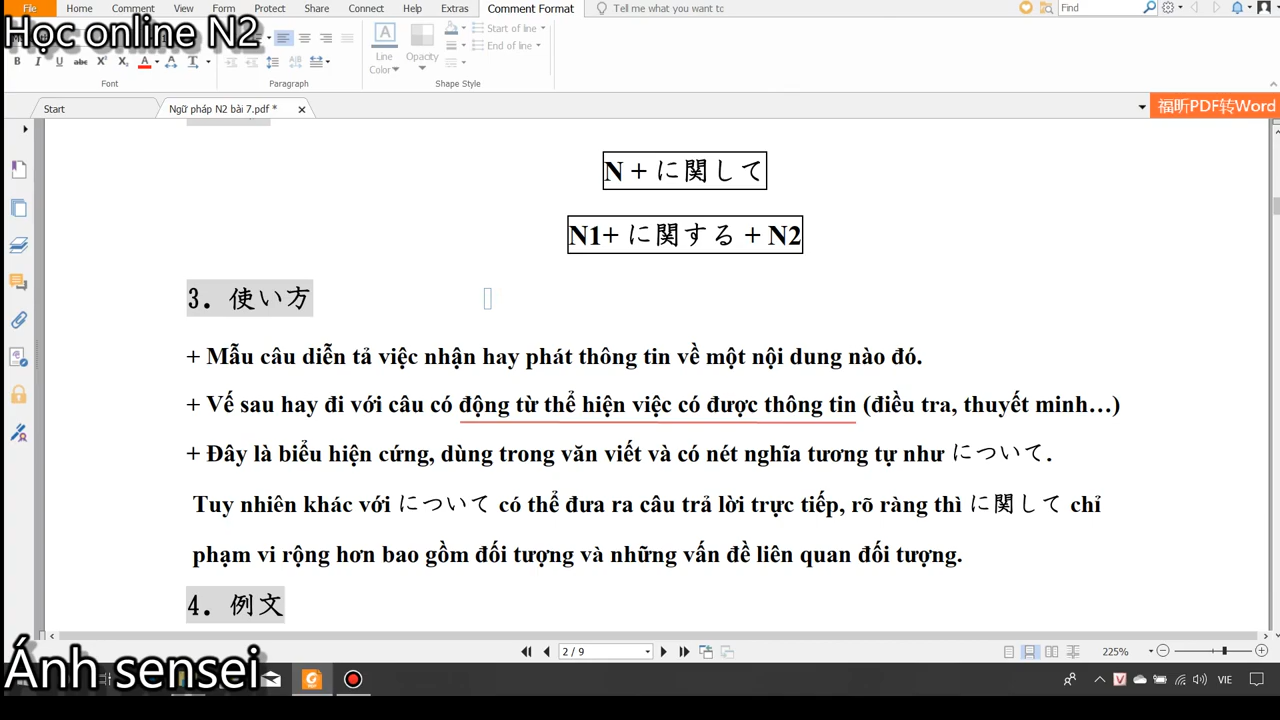 File Home Comment View Form Protect Share Connect Help Extras Comment Format Tell me what you want tc Find
Học online N2
Start of line
End of line
Line Color
Opacity
Font Paragraph Shape Style
Start Ngữ pháp N2 bài 7.pdf * 福昕PDF转Word
N + に関して
N1+ に関する + N2
3. 使い方
+ Mẫu câu diễn tả việc nhận hay phát thông tin về một nội dung nào đó.
+ Vế sau hay đi với câu có động từ thể hiện việc có được thông tin (điều tra, thuyết minh…)
+ Đây là biểu hiện cứng, dùng trong văn viết và có nét nghĩa tương tự như について.
Tuy nhiên khác với について có thể đưa ra câu trả lời trực tiếp, rõ ràng thì に関して chỉ
phạm vi rộng hơn bao gồm đối tượng và những vấn đề liên quan đối tượng.
4. 例文
2 / 9 225%
Ánh sensei
VIE